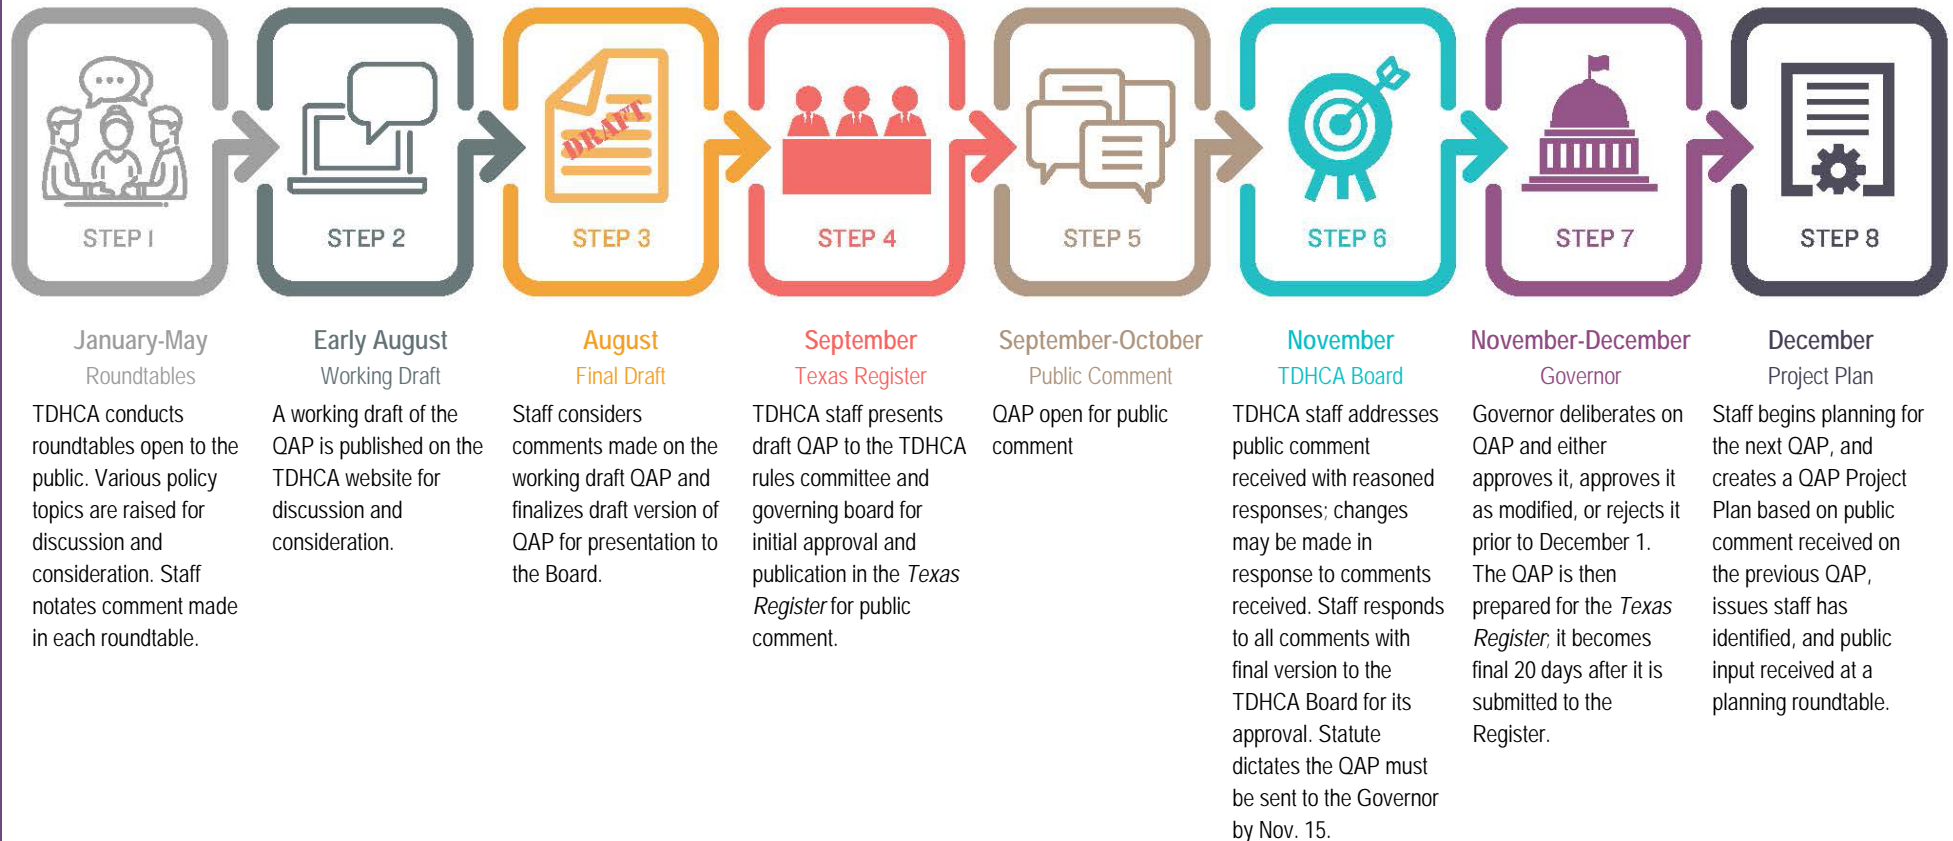 DRAFT
STEP 1
STEP 2
STEP 3
STEP 4
STEP 5
STEP 6
STEP 7
STEP 8
January-May
Roundtables
TDHCA conducts
roundtables open to the
public. Various policy
topics are raised for
discussion and
consideration. Staff
notates comment made
in each roundtable.
Early August
Working Draft
A working draft of the
QAP is published on the
TDHCA website for
discussion and
consideration.
August
Final Draft
Staff considers
comments made on the
working draft QAP and
finalizes draft version of
QAP for presentation to
the Board.
September
Texas Register
TDHCA staff presents
draft QAP to the TDHCA
rules committee and
governing board for
initial approval and
publication in the Texas
Register for public
comment.
September-October
Public Comment
QAP open for public
comment
November
TDHCA Board
TDHCA staff addresses
public comment
received with reasoned
responses; changes
may be made in
response to comments
received. Staff responds
to all comments with
final version to the
TDHCA Board for its
approval. Statute
dictates the QAP must
be sent to the Governor
by Nov. 15.
November-December
Governor
Governor deliberates on
QAP and either
approves it, approves it
as modified, or rejects it
prior to December 1.
The QAP is then
prepared for the Texas
Register; it becomes
final 20 days after it is
submitted to the
Register.
December
Project Plan
Staff begins planning for
the next QAP, and
creates a QAP Project
Plan based on public
comment received on
the previous QAP,
issues staff has
identified, and public
input received at a
planning roundtable.